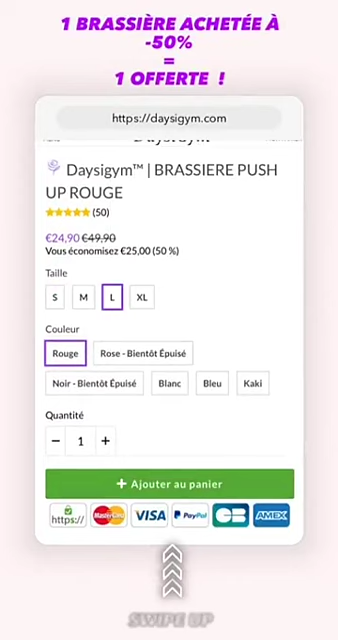 1 BRASSIÈRE ACHETÉE À
-50%
=
1 OFFERTE !
https://daysigym.com
Daysigym™ | BRASSIERE PUSH
UP ROUGE
(50)
€24,90 €49,90
Vous économisez €25,00 (50 %)
Taille
S M L XL
Couleur
Rouge Rose - Bientôt Épuisé
Noir - Bientôt Épuisé Blanc Bleu Kaki
Quantité
− 1 +
+ Ajouter au panier
https:// MasterCard VISA PayPal CB AMEX
SWIPE UP